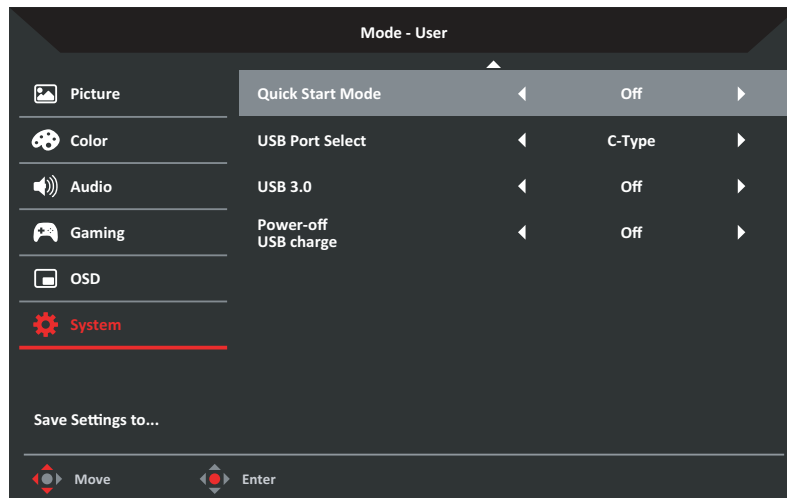 Mode - User
Picture
Quick Start Mode Off
Color
USB Port Select C-Type
Audio
USB 3.0 Off
Gaming
Power-off
USB charge Off
OSD
System
Save Settings to...
Move Enter